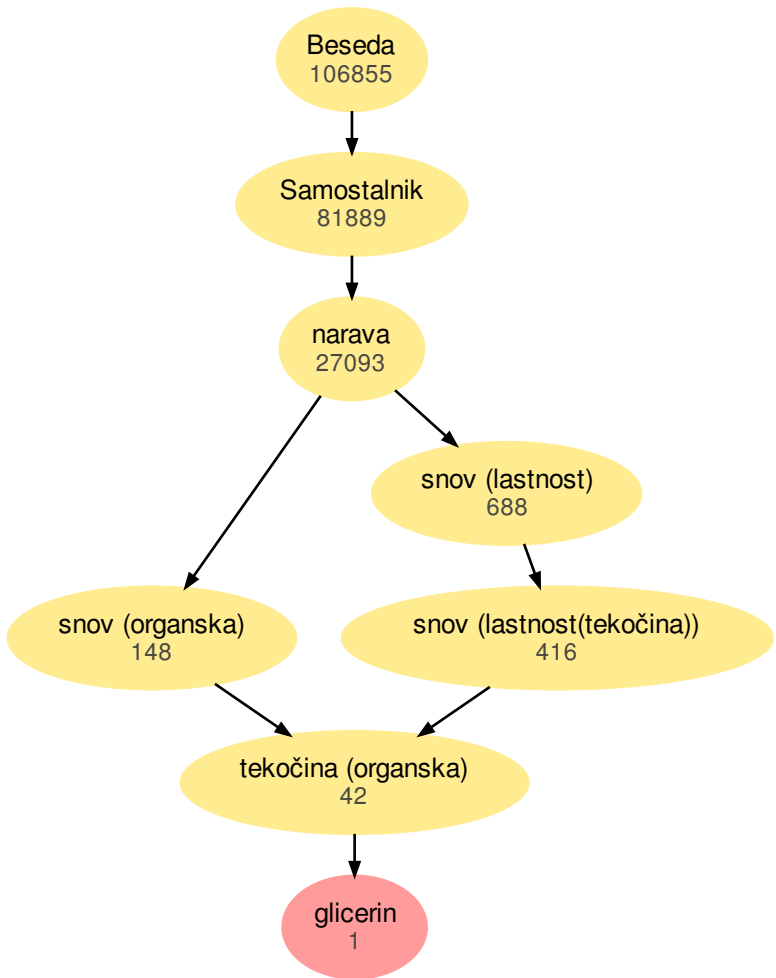 Beseda
106855
Samostalnik
81889
narava
27093
snov (lastnost)
688
snov (organska)
148
snov (lastnost(tekočina))
416
tekočina (organska)
42
glicerin
1